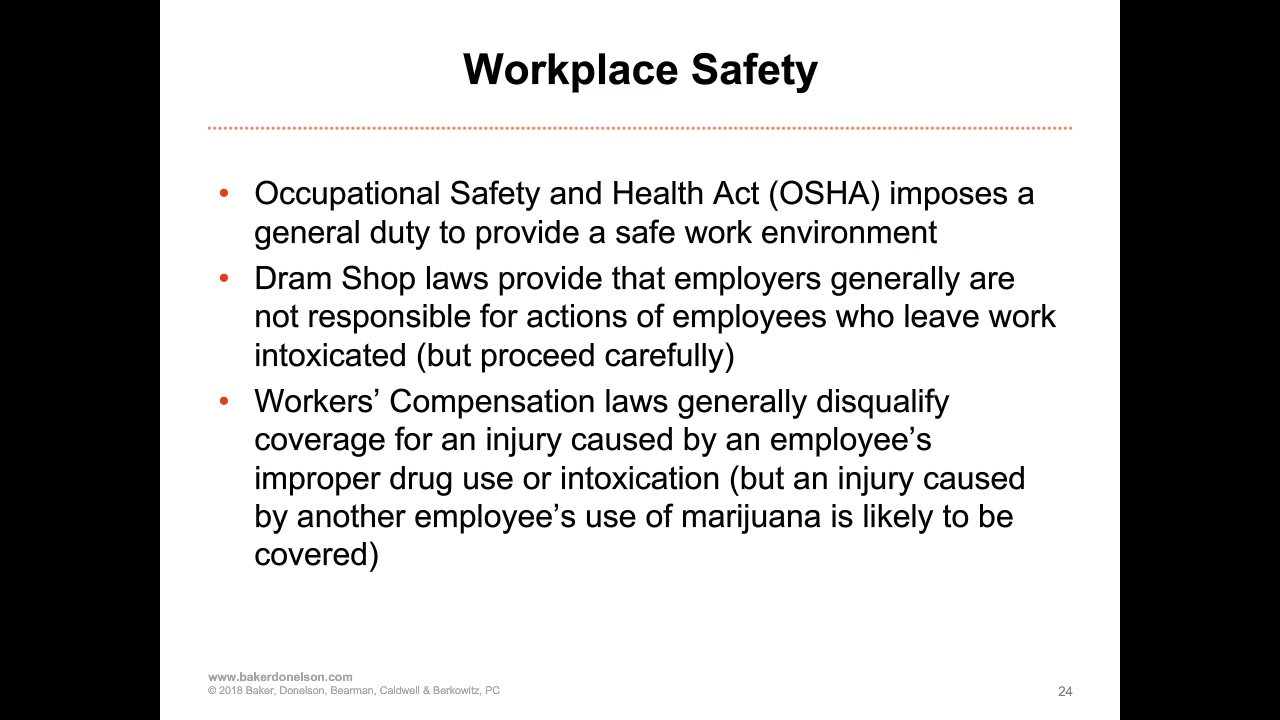 Workplace Safety
• Occupational Safety and Health Act (OSHA) imposes a
general duty to provide a safe work environment
• Dram Shop laws provide that employers generally are
not responsible for actions of employees who leave work
intoxicated (but proceed carefully)
• Workers’ Compensation laws generally disqualify
coverage for an injury caused by an employee’s
improper drug use or intoxication (but an injury caused
by another employee’s use of marijuana is likely to be
covered)
www.bakerdonelson.com
© 2018 Baker, Donelson, Bearman, Caldwell & Berkowitz, PC
24